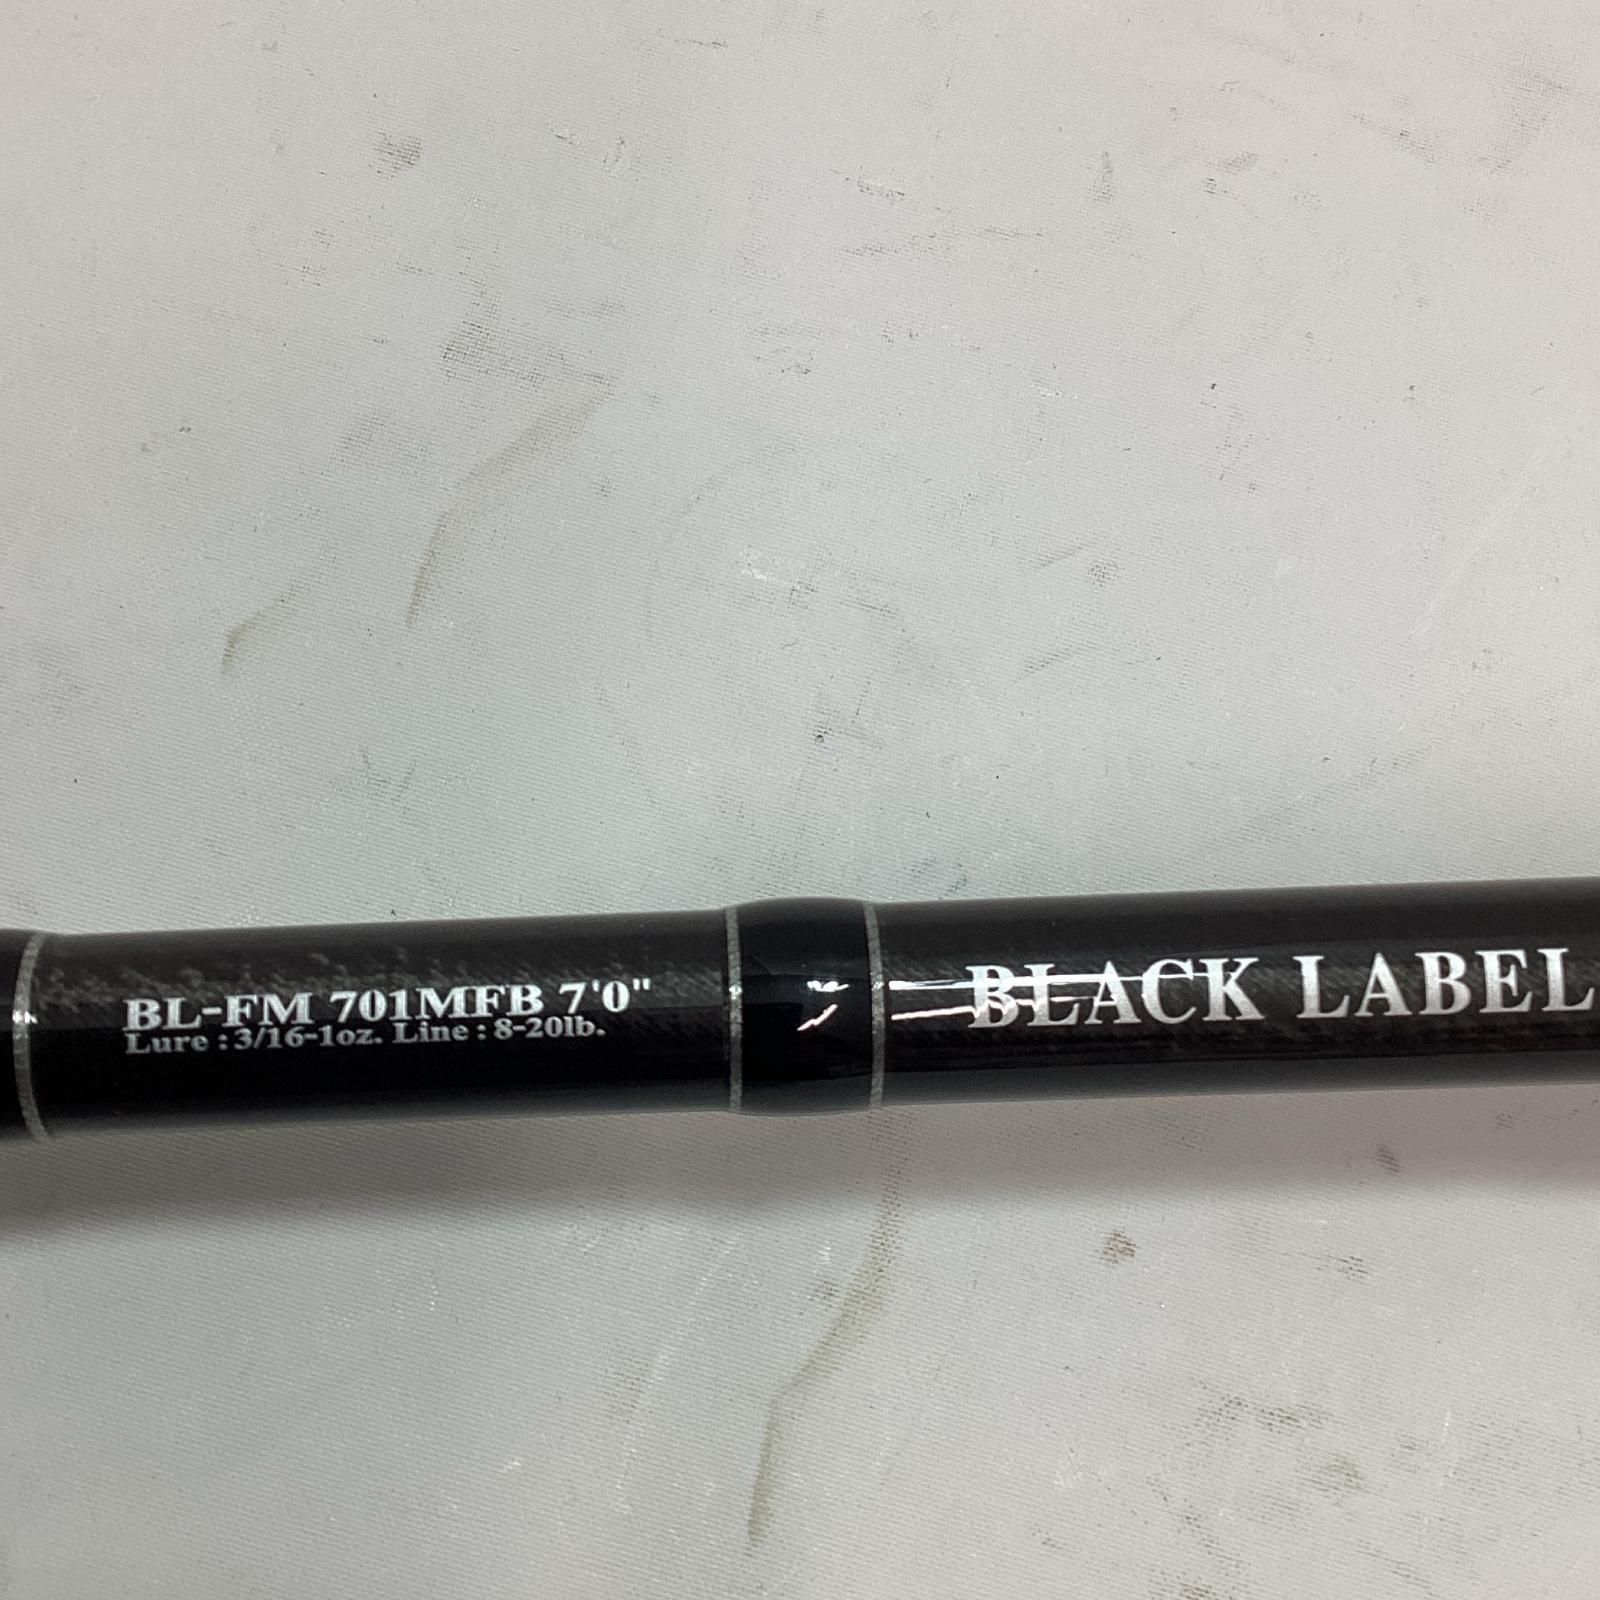 BL-FM 701MFB 7'0"
Lure : 3/16-1oz. Line : 8-20lb.
BLACK LABEL